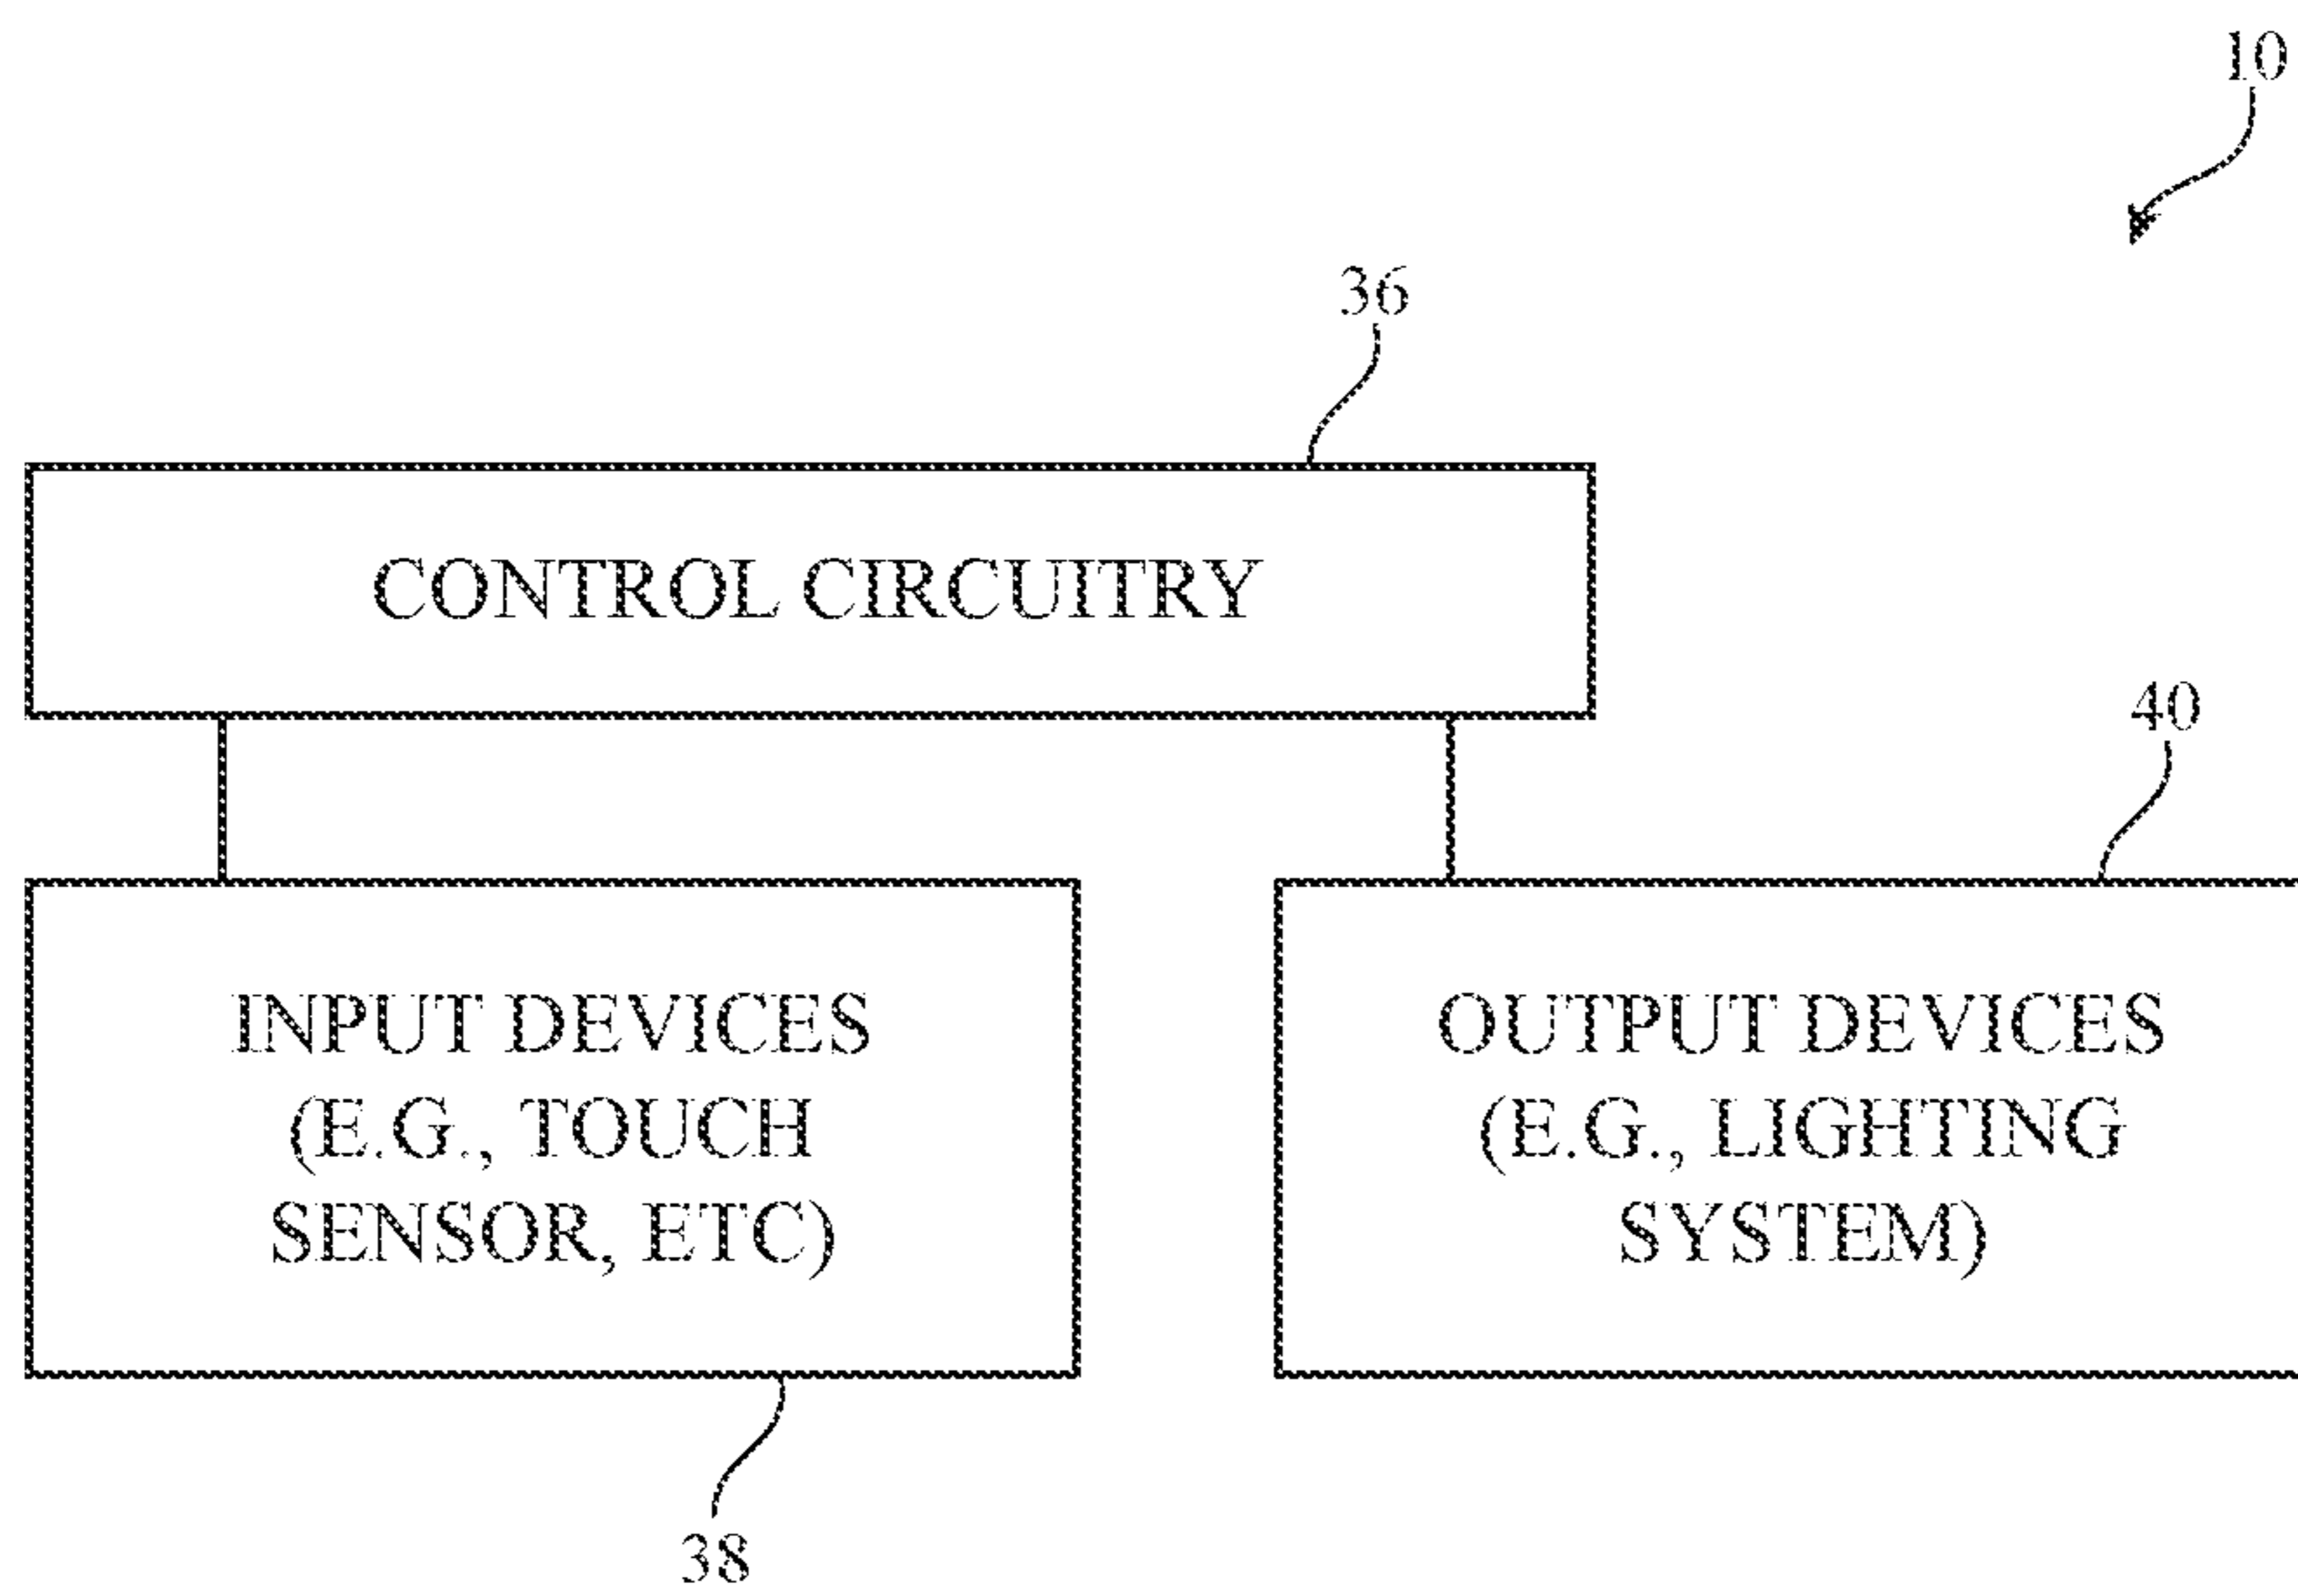 10
36
CONTROL CIRCUITRY
40
INPUT DEVICES
(E.G., TOUCH
SENSOR, ETC)
OUTPUT DEVICES
(E.G., LIGHTING
SYSTEM)
38